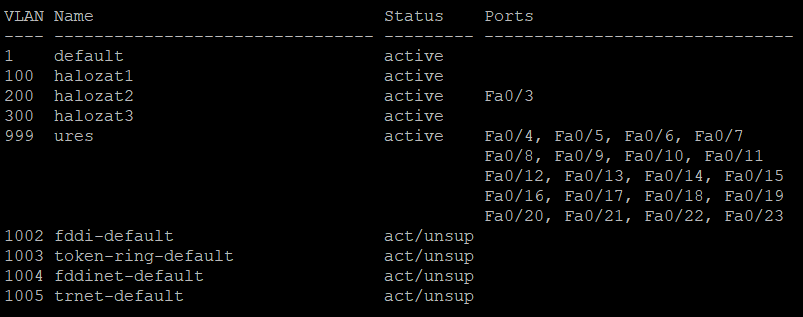 VLAN Name                             Status    Ports
---- -------------------------------- --------- -------------------------------
1    default                          active
100  halozat1                         active
200  halozat2                         active    Fa0/3
300  halozat3                         active
999  ures                             active    Fa0/4, Fa0/5, Fa0/6, Fa0/7
                                                Fa0/8, Fa0/9, Fa0/10, Fa0/11
                                                Fa0/12, Fa0/13, Fa0/14, Fa0/15
                                                Fa0/16, Fa0/17, Fa0/18, Fa0/19
                                                Fa0/20, Fa0/21, Fa0/22, Fa0/23
1002 fddi-default                     act/unsup
1003 token-ring-default               act/unsup
1004 fddinet-default                  act/unsup
1005 trnet-default                    act/unsup